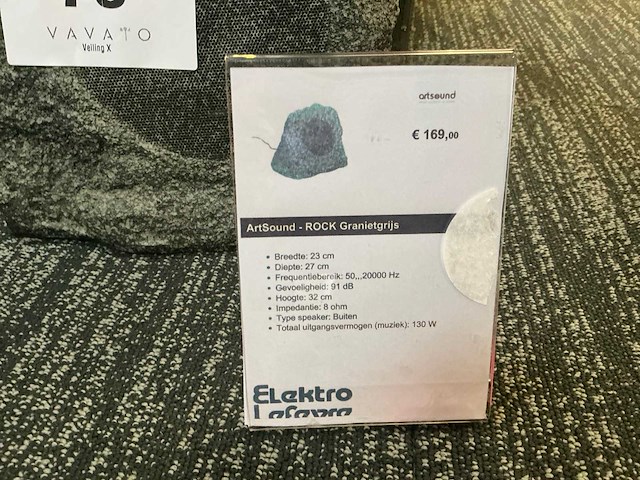 VAVATO
Veiling X
artsound
€ 169,00
ArtSound - ROCK Granietgrijs
• Breedte: 23 cm
• Diepte: 27 cm
• Frequentiebereik: 50,,,20000 Hz
• Gevoeligheid: 91 dB
• Hoogte: 32 cm
• Impedantie: 8 ohm
• Type speaker: Buiten
• Totaal uitgangsvermogen (muziek): 130 W
Elektro